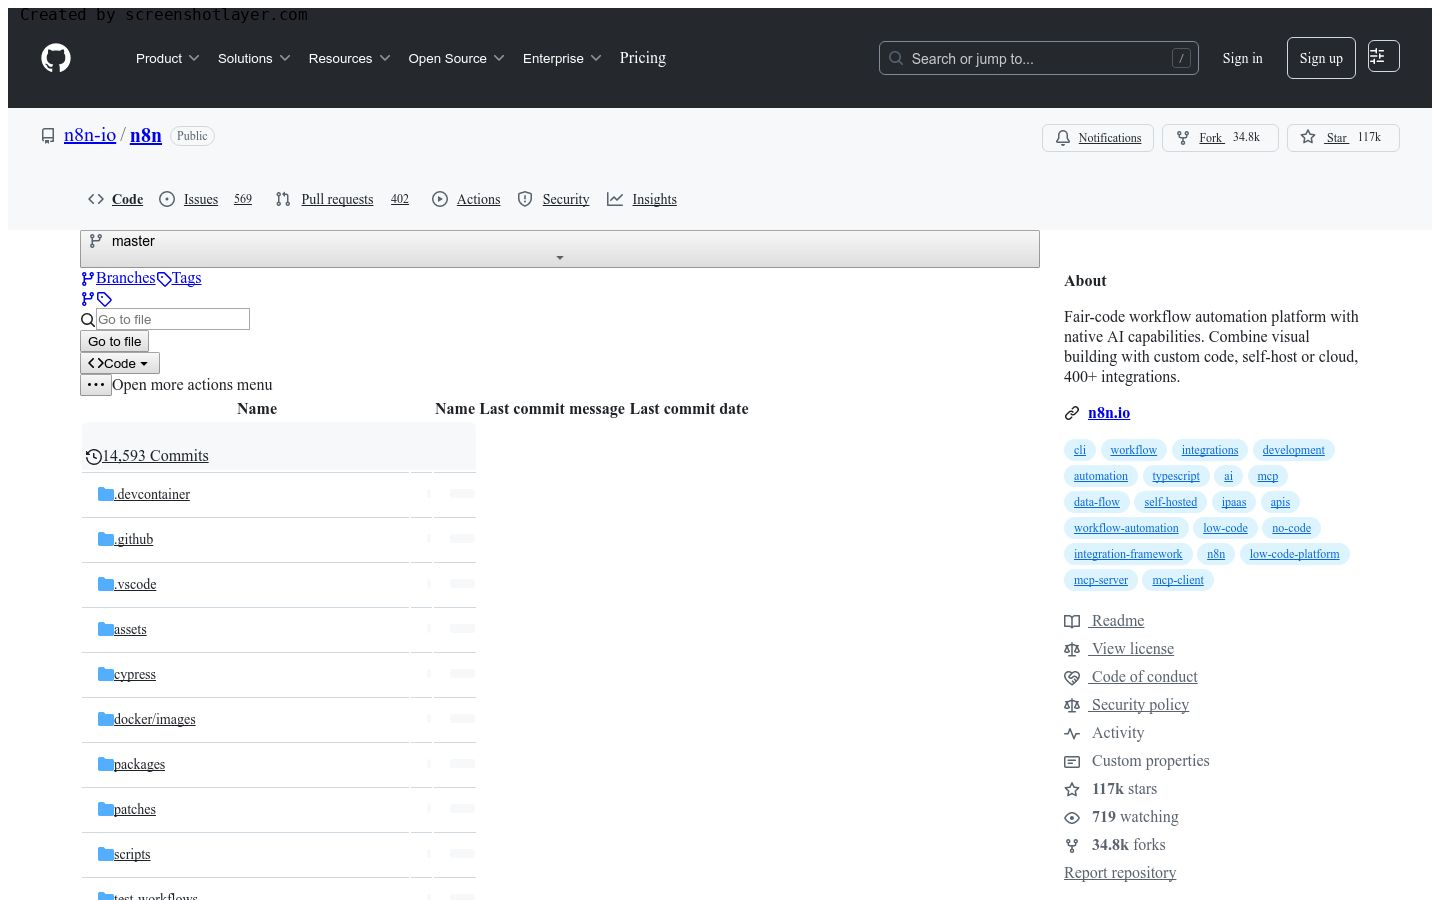 Created by screenshotlayer.com
Product Solutions Resources Open Source Enterprise Pricing Search or jump to... / Sign in Sign up
n8n-io / n8n Public Notifications Fork 34.8k Star 117k
Code Issues 569 Pull requests 402 Actions Security Insights
master
Branches Tags
Go to file
Go to file
Code
Open more actions menu
Name Name Last commit message Last commit date
14,593 Commits
.devcontainer
.github
.vscode
assets
cypress
docker/images
packages
patches
scripts
test-workflows
About
Fair-code workflow automation platform with
native AI capabilities. Combine visual
building with custom code, self-host or cloud,
400+ integrations.
n8n.io
cli workflow integrations development
automation typescript ai mcp
data-flow self-hosted ipaas apis
workflow-automation low-code no-code
integration-framework n8n low-code-platform
mcp-server mcp-client
Readme
View license
Code of conduct
Security policy
Activity
Custom properties
117k stars
719 watching
34.8k forks
Report repository